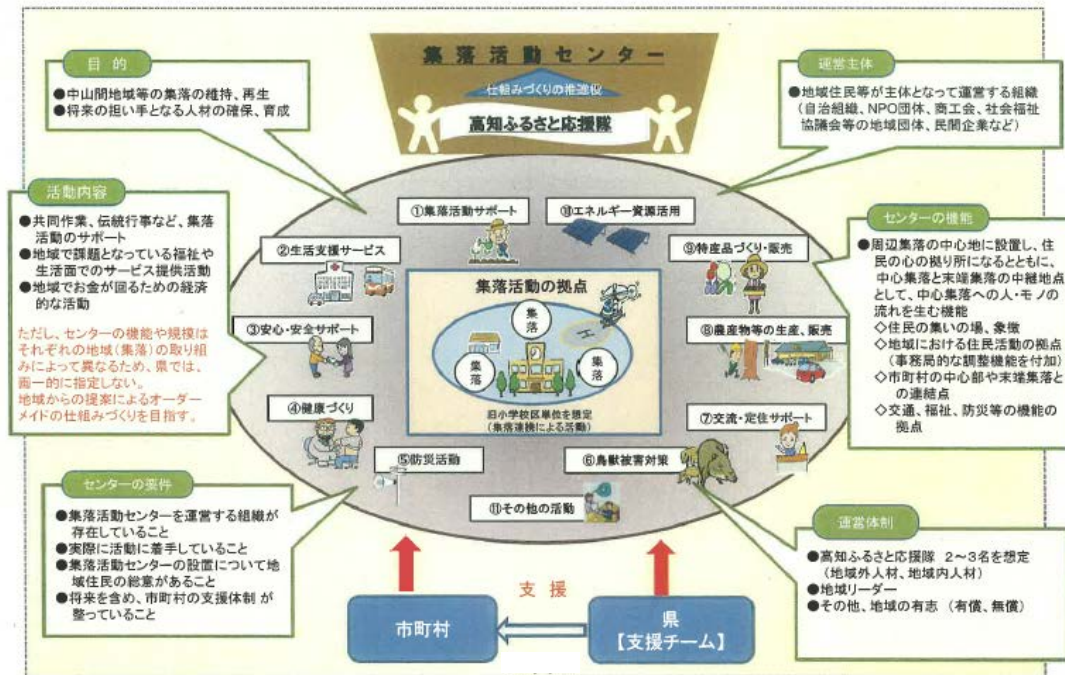 集落活動センター
仕組みづくりの推進役
高知ふるさと応援隊
目的
●中山間地域等の集落の維持、再生
●将来の担い手となる人材の確保、育成
運営主体
●地域住民等が主体となって運営する組織
（自治組織、NPO団体、商工会、社会福祉
協議会等の地域団体、民間企業など）
活動内容
●共同作業、伝統行事など、集落
活動のサポート
●地域で課題となっている福祉や
生活面でのサービス提供活動
●地域でお金が回るための経済
的な活動
ただし、センターの機能や規模は
それぞれの地域（集落）の取り組
みによって異なるため、県では、
画一的に指定しない。
地域からの提案によるオーダー
メイドの仕組みづくりを目指す。
センターの機能
●周辺集落の中心地に設置し、住
民の心の拠り所になるとともに、
中心集落と末端集落の中継地点
として、中心集落への人・モノの
流れを生む機能
◇住民の集いの場、象徴
◇地域における住民活動の拠点
（事務局的な調整機能を付加）
◇市町村の中心部や末端集落と
の連結点
◇交通、福祉、防災等の機能の
拠点
①集落活動サポート
⑩エネルギー資源活用
②生活支援サービス
⑨特産品づくり・販売
③安心・安全サポート
⑧農産物等の生産、販売
④健康づくり
⑦交流・定住サポート
⑤防災活動
⑥鳥獣被害対策
⑪その他の活動
集落活動の拠点
集落
集落
集落
旧小学校区単位を想定
（集落連携による活動）
センターの要件
●集落活動センターを運営する組織が
存在していること
●実際に活動に着手していること
●集落活動センターの設置について地
域住民の総意があること
●将来を含め、市町村の支援体制が
整っていること
運営体制
●高知ふるさと応援隊 2～3名を想定
（地域外人材、地域内人材）
●地域リーダー
●その他、地域の有志 （有償、無償）
支援
市町村
県
【支援チーム】